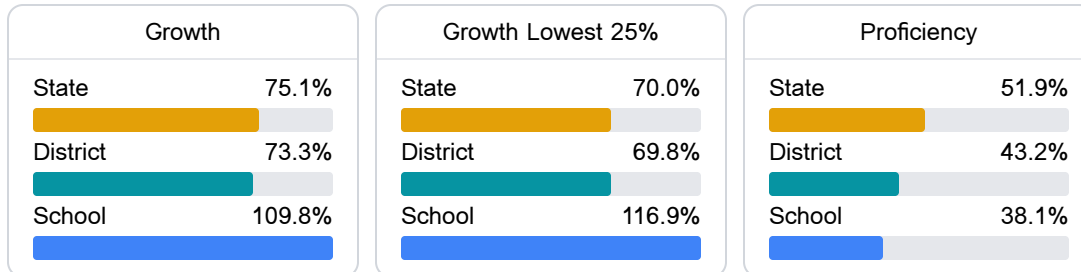 Growth
State 75.1%
District 73.3%
School 109.8%
Growth Lowest 25%
State 70.0%
District 69.8%
School 116.9%
Proficiency
State 51.9%
District 43.2%
School 38.1%